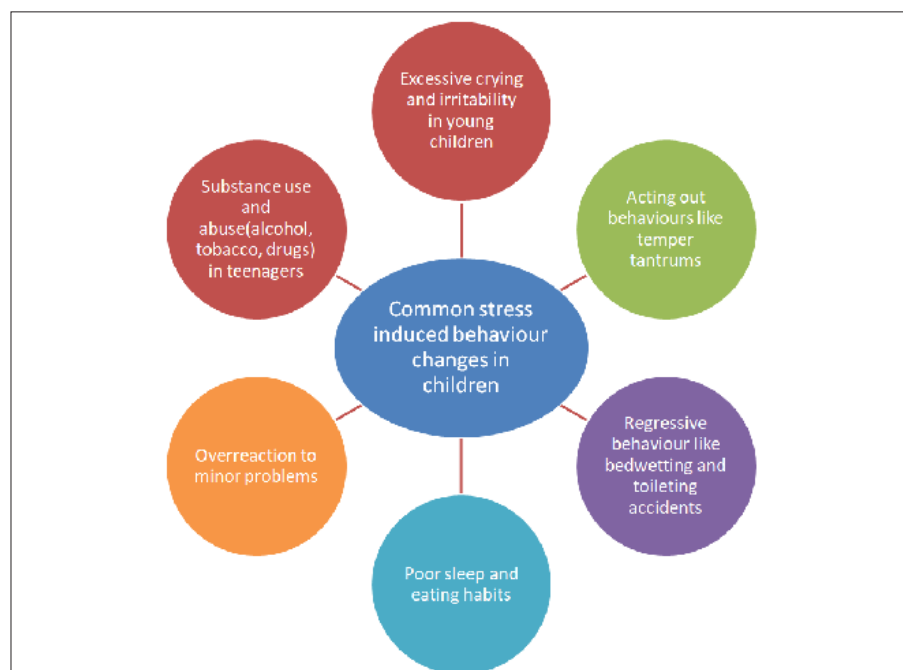 Excessive crying
and irritability
in young
children
Acting out
behaviours like
temper
tantrums
Regressive
behaviour like
bedwetting and
toileting
accidents
Poor sleep and
eating habits
Overreaction to
minor problems
Substance use
and
abuse(alcohol,
tobacco, drugs)
in teenagers
Common stress
induced behaviour
changes in
children